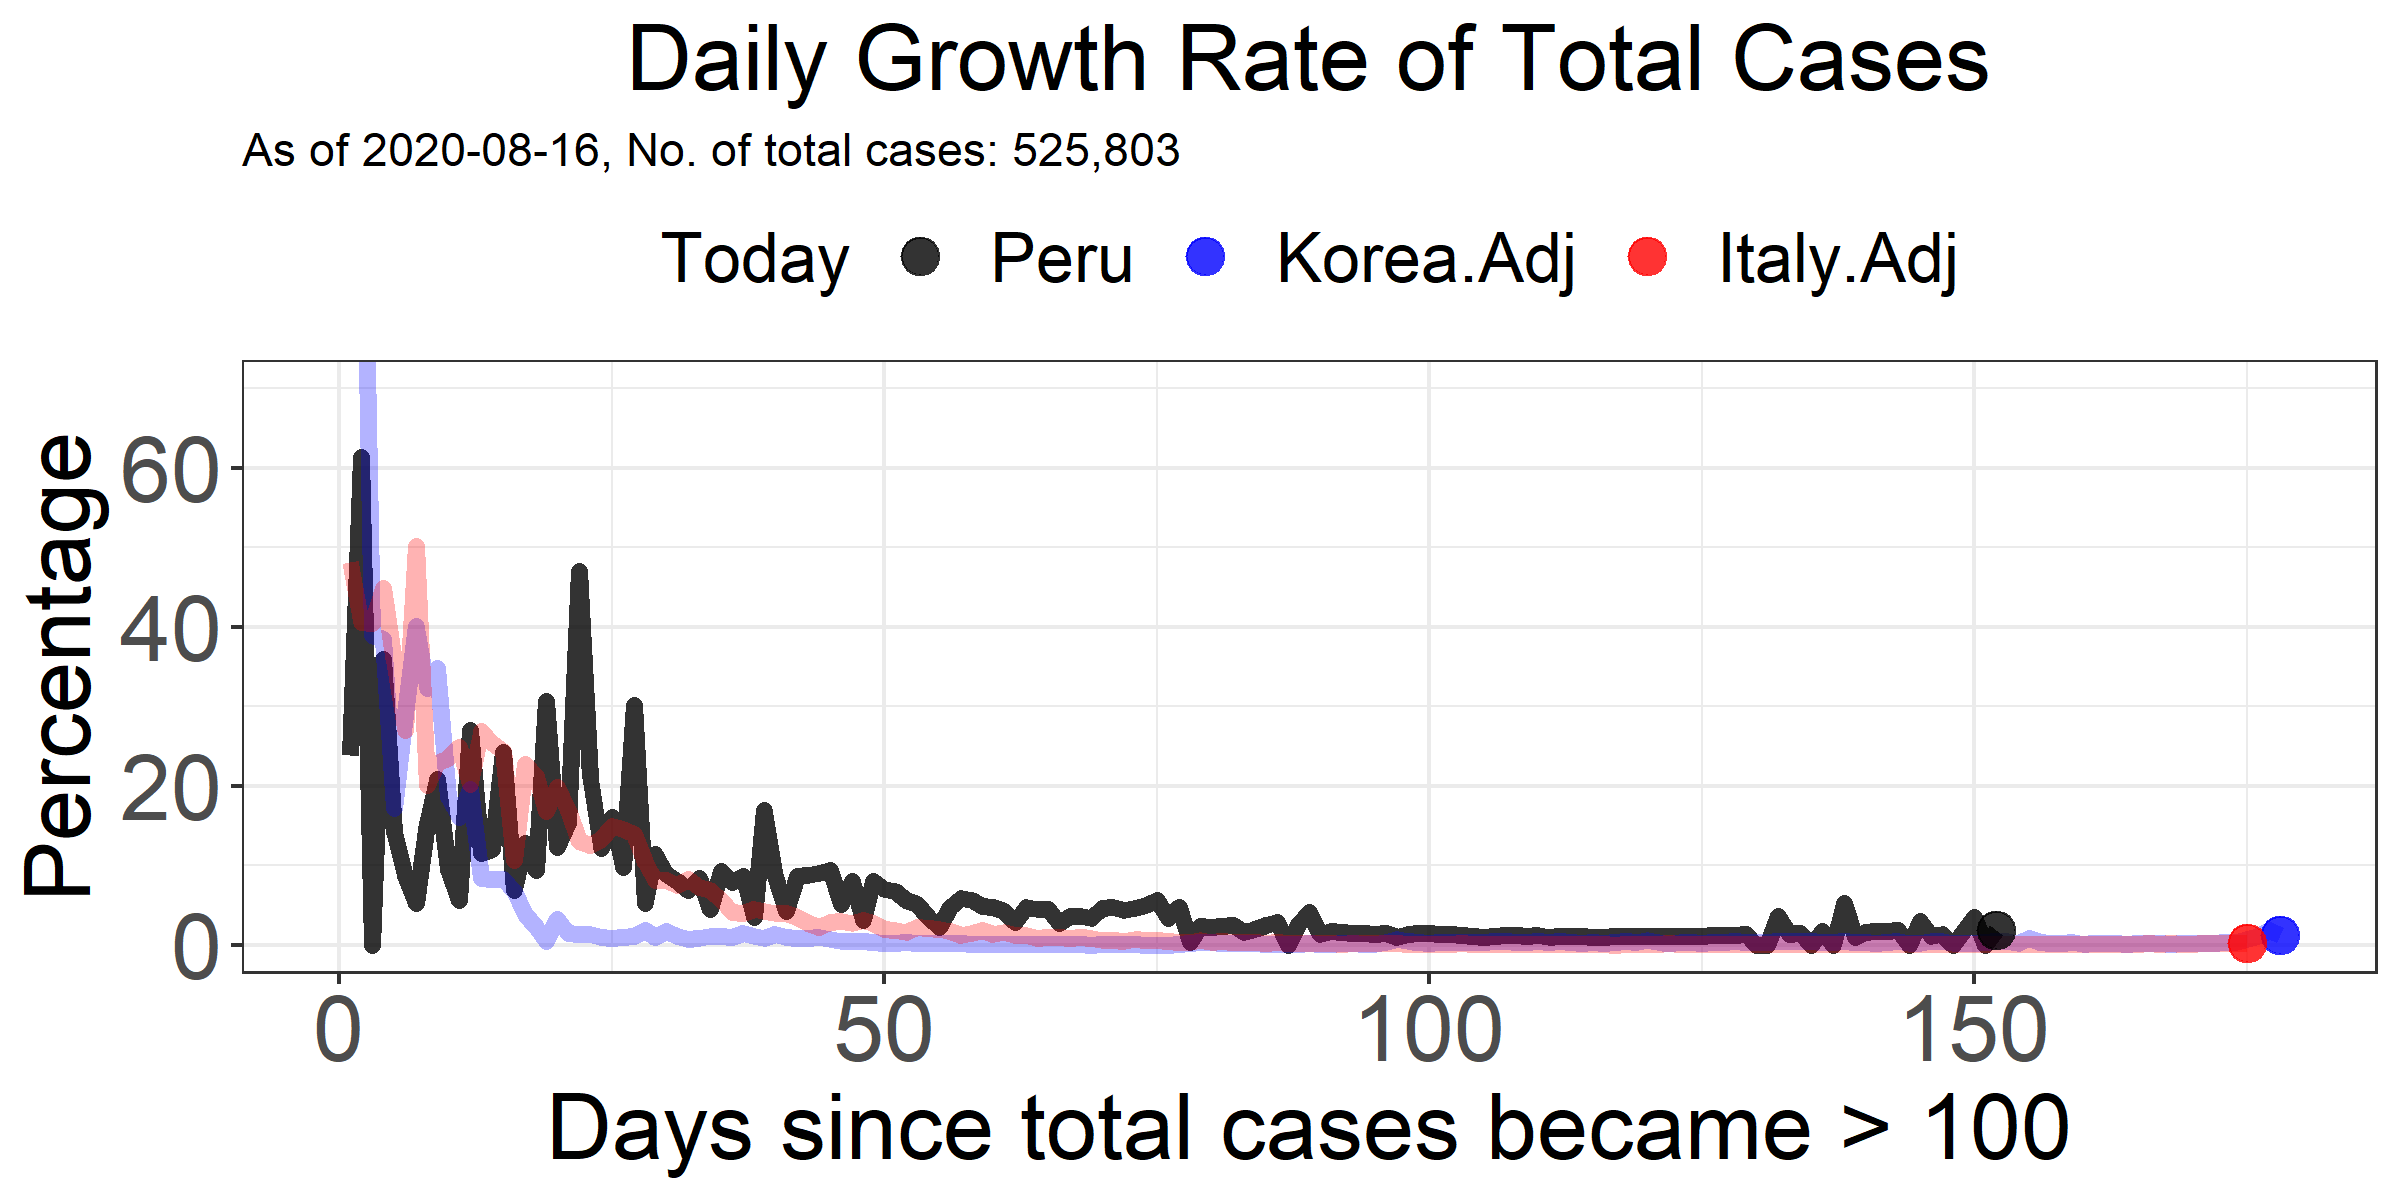 Daily Growth Rate of Total Cases
As of 2020-08-16, No. of total cases: 525,803
Today Peru Korea.Adj Italy.Adj
Percentage
60
40
20
0
0 50 100 150
Days since total cases became > 100